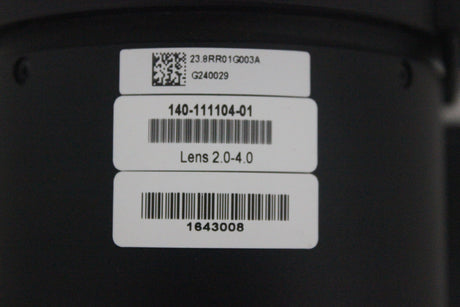 23.8RR01G003A
G240029
140-111104-01
Lens 2.0-4.0
1643008